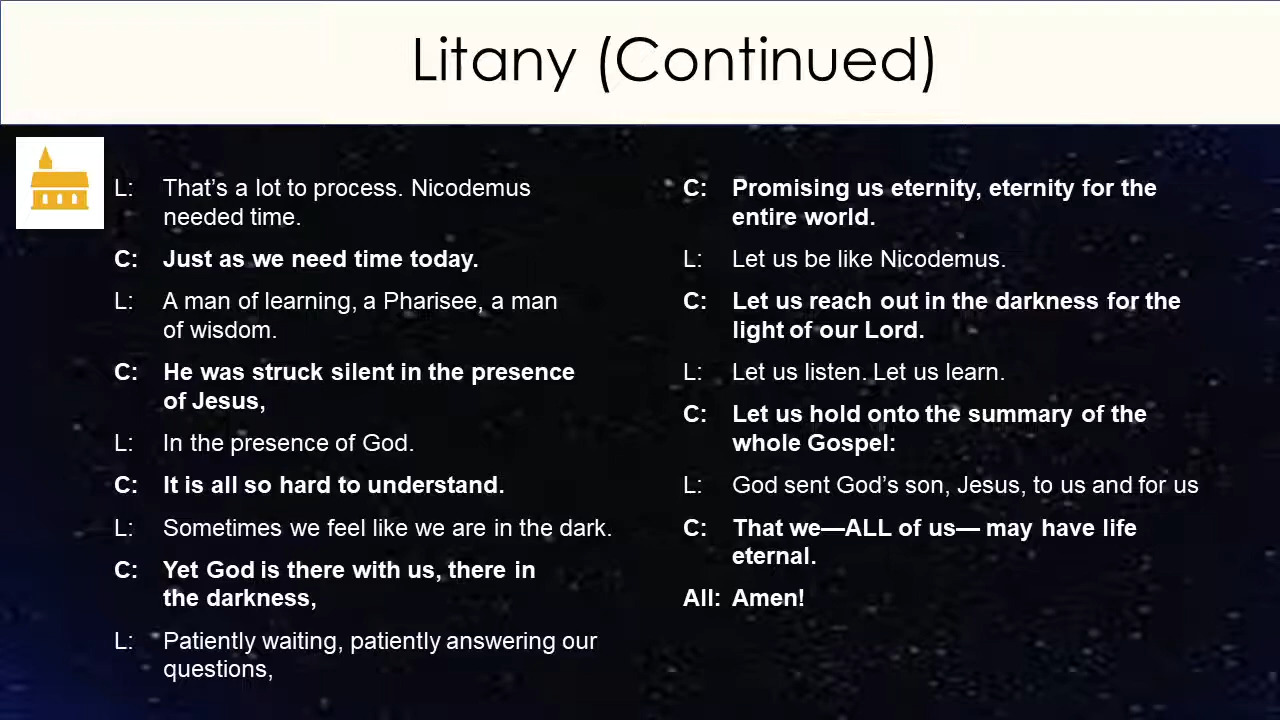 Litany (Continued)
L: That’s a lot to process. Nicodemus
needed time.
C: Just as we need time today.
L: A man of learning, a Pharisee, a man
of wisdom.
C: He was struck silent in the presence
of Jesus,
L: In the presence of God.
C: It is all so hard to understand.
L: Sometimes we feel like we are in the dark.
C: Yet God is there with us, there in
the darkness,
L: Patiently waiting, patiently answering our
questions,
C: Promising us eternity, eternity for the
entire world.
L: Let us be like Nicodemus.
C: Let us reach out in the darkness for the
light of our Lord.
L: Let us listen. Let us learn.
C: Let us hold onto the summary of the
whole Gospel:
L: God sent God’s son, Jesus, to us and for us
C: That we—ALL of us— may have life
eternal.
All: Amen!